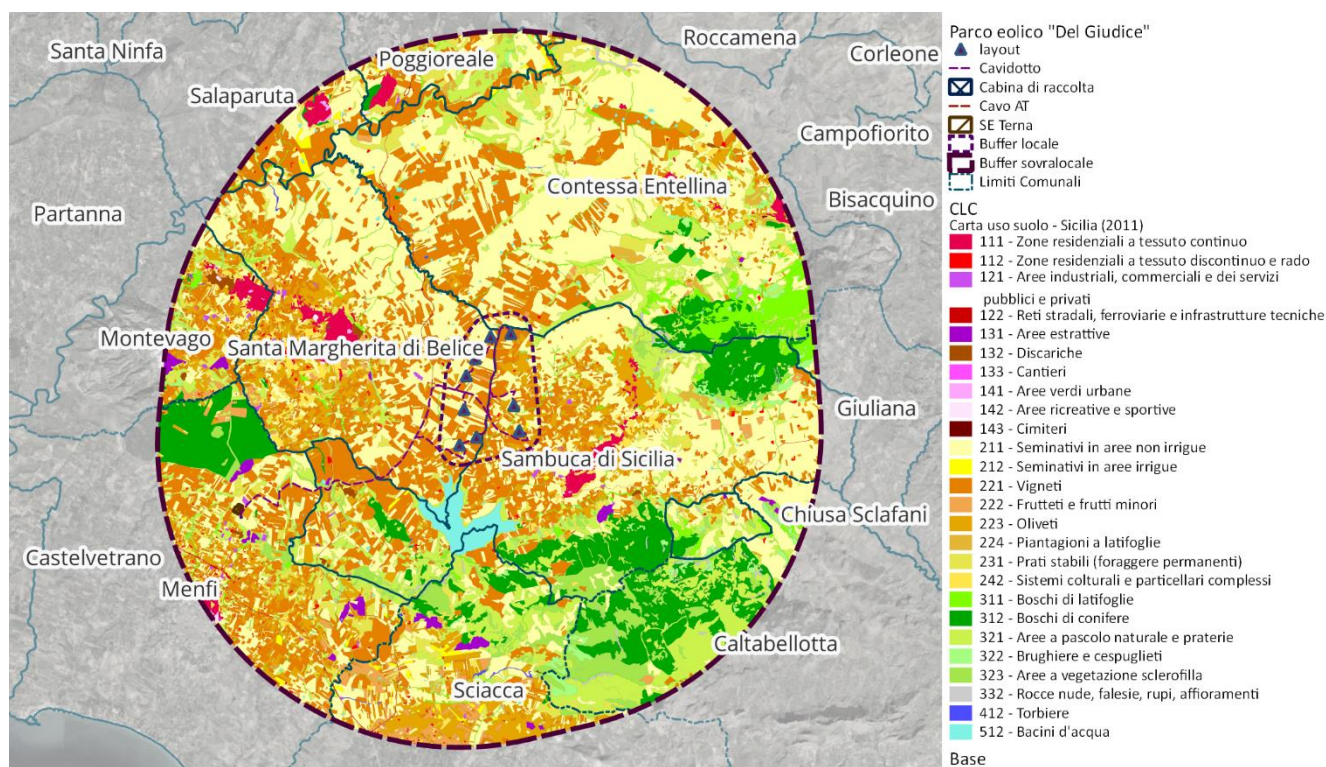 Santa Ninfa
Roccamena
Corleone
Poggioreale
Salaparuta
Campofiorito
Contessa Entellina
Bisacquino
Partanna
Montevago
Santa Margherita di Belice
Giuliana
Sambuca di Sicilia
Chiusa Sclafani
Castelvetrano
Menfi
Caltabellotta
Sciacca
Parco eolico "Del Giudice"
layout
Cavidotto
Cabina di raccolta
Cavo AT
SE Terna
Buffer locale
Buffer sovralocale
Limiti Comunali
CLC
Carta uso suolo - Sicilia (2011)
111 - Zone residenziali a tessuto continuo
112 - Zone residenziali a tessuto discontinuo e rado
121 - Aree industriali, commerciali e dei servizi
pubblici e privati
122 - Reti stradali, ferroviarie e infrastrutture tecniche
131 - Aree estrattive
132 - Discariche
133 - Cantieri
141 - Aree verdi urbane
142 - Aree ricreative e sportive
143 - Cimiteri
211 - Seminativi in aree non irrigue
212 - Seminativi in aree irrigue
221 - Vigneti
222 - Frutteti e frutti minori
223 - Oliveti
224 - Piantagioni a latifoglie
231 - Prati stabili (foraggere permanenti)
242 - Sistemi colturali e particellari complessi
311 - Boschi di latifoglie
312 - Boschi di conifere
321 - Aree a pascolo naturale e praterie
322 - Brughiere e cespuglieti
323 - Aree a vegetazione sclerofilla
332 - Rocce nude, falesie, rupi, affioramenti
412 - Torbiere
512 - Bacini d'acqua
Base